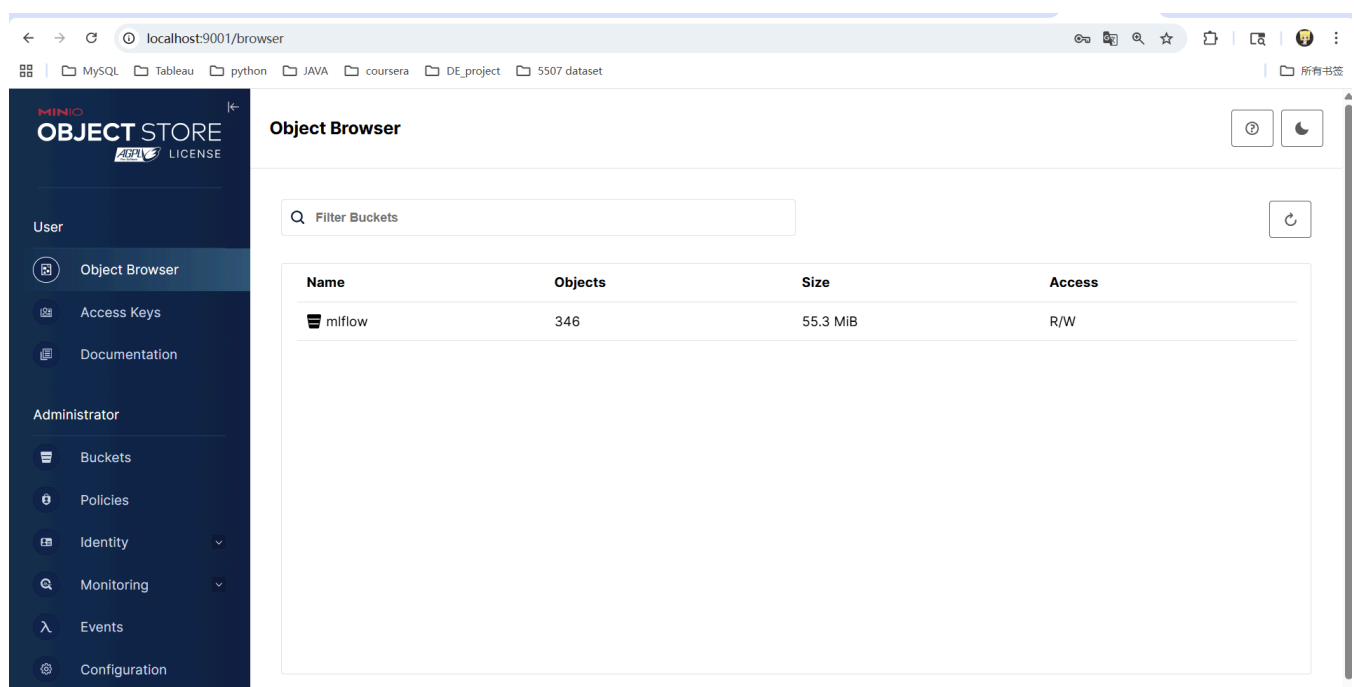 localhost:9001/browser
MySQL Tableau python JAVA coursera DE_project 5507 dataset 所有书签
MINIO
OBJECT STORE
AGPLv3 LICENSE
Object Browser
User
Filter Buckets
Object Browser
Access Keys
Documentation
Name Objects Size Access
mlflow 346 55.3 MiB R/W
Administrator
Buckets
Policies
Identity
Monitoring
λ Events
Configuration